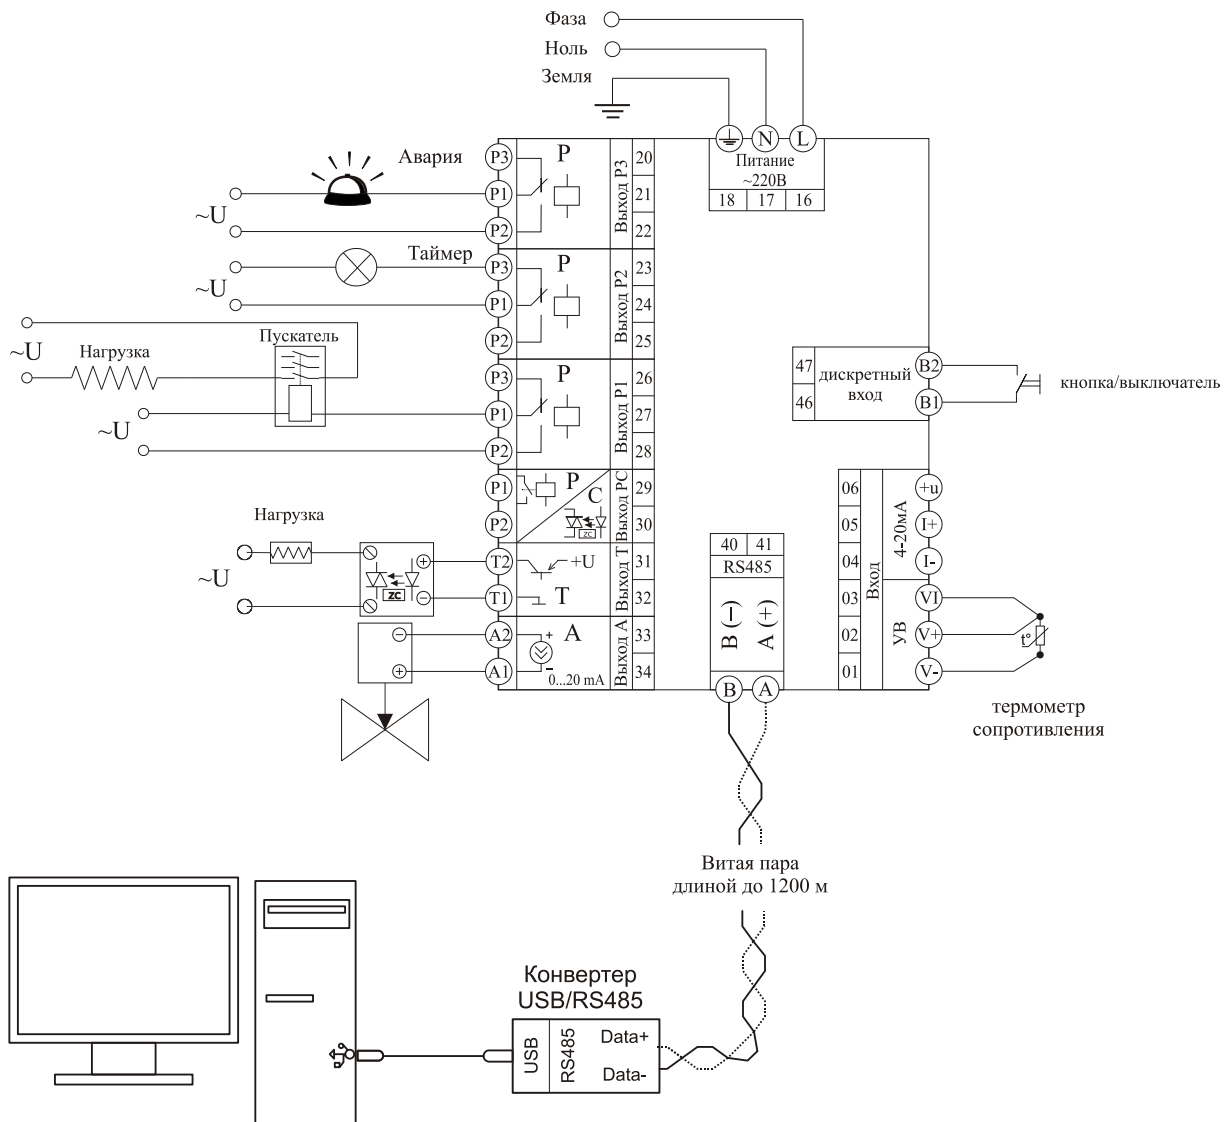 Фаза
Ноль
Земля
N
L
Питание
~220В
18 17 16
Авария
~U
P3
P1
P2
P
Выход P3
20
21
22
Таймер
~U
P3
P1
P2
P
Выход P2
23
24
25
~U
Нагрузка
Пускатель
~U
P3
P1
P2
P
Выход P1
26
27
28
P1
P2
P
C
ZC
Выход PC
29
30
Нагрузка
~U
ZC
T2
T1
+U
T
Выход T
31
32
A2
A1
+
A
−
0...20 mA
Выход A
33
34
47
46
дискретный
вход
B2
B1
кнопка/выключатель
06
05
04
03
02
01
Вход
4-20мА
УВ
+u
I+
I-
VI
V+
V-
t°
термометр
сопротивления
40 41
RS485
B (−)
A (+)
B A
Витая пара
длиной до 1200 м
Конвертер
USB/RS485
USB
RS485
Data+
Data-